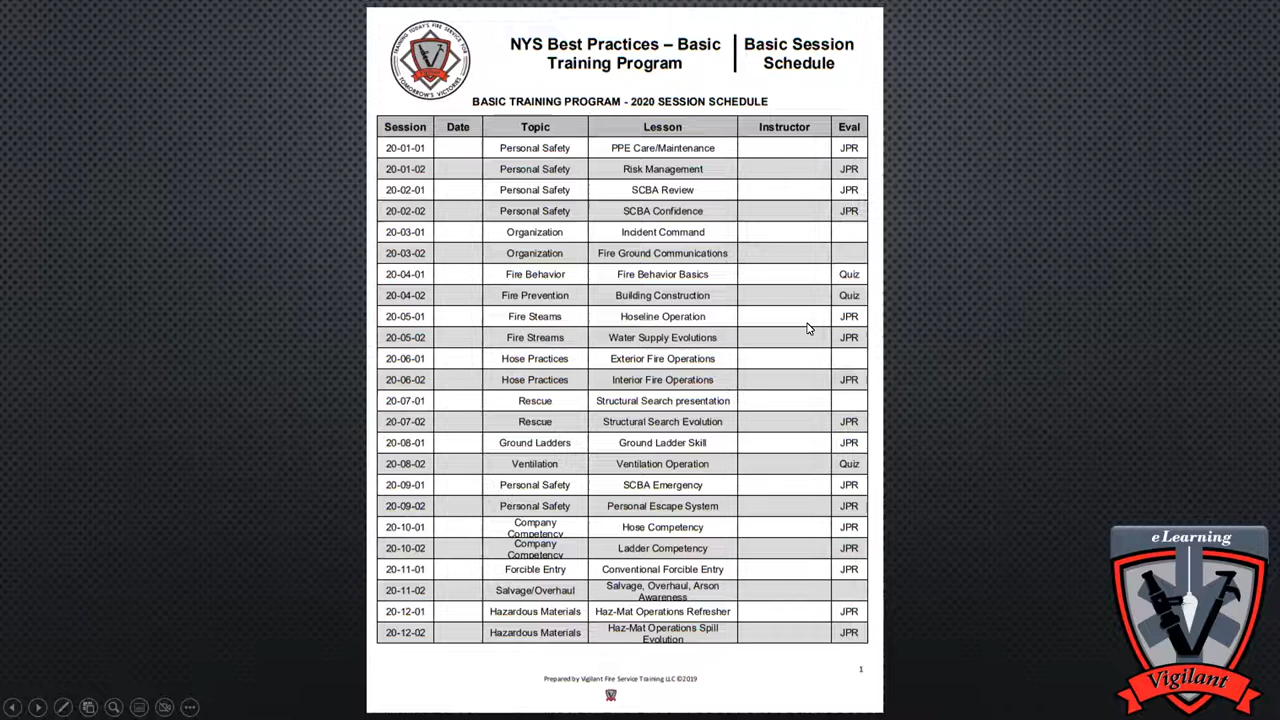 TRAINING TODAY'S FIRE SERVICE FOR
TOMORROW'S VICTORIES
NYS Best Practices – Basic
Training Program
Basic Session
Schedule
BASIC TRAINING PROGRAM - 2020 SESSION SCHEDULE
Session Date Topic Lesson Instructor Eval
20-01-01 Personal Safety PPE Care/Maintenance JPR
20-01-02 Personal Safety Risk Management JPR
20-02-01 Personal Safety SCBA Review JPR
20-02-02 Personal Safety SCBA Confidence JPR
20-03-01 Organization Incident Command
20-03-02 Organization Fire Ground Communications
20-04-01 Fire Behavior Fire Behavior Basics Quiz
20-04-02 Fire Prevention Building Construction Quiz
20-05-01 Fire Steams Hoseline Operation JPR
20-05-02 Fire Streams Water Supply Evolutions JPR
20-06-01 Hose Practices Exterior Fire Operations
20-06-02 Hose Practices Interior Fire Operations JPR
20-07-01 Rescue Structural Search presentation
20-07-02 Rescue Structural Search Evolution JPR
20-08-01 Ground Ladders Ground Ladder Skill JPR
20-08-02 Ventilation Ventilation Operation Quiz
20-09-01 Personal Safety SCBA Emergency JPR
20-09-02 Personal Safety Personal Escape System JPR
20-10-01 Company Competency Hose Competency JPR
20-10-02 Company Competency Ladder Competency JPR
20-11-01 Forcible Entry Conventional Forcible Entry JPR
20-11-02 Salvage/Overhaul Salvage, Overhaul, Arson Awareness
20-12-01 Hazardous Materials Haz-Mat Operations Refresher JPR
20-12-02 Hazardous Materials Haz-Mat Operations Spill Evolution JPR
1
Prepared by Vigilant Fire Service Training LLC ©2019
eLearning
Vigilant